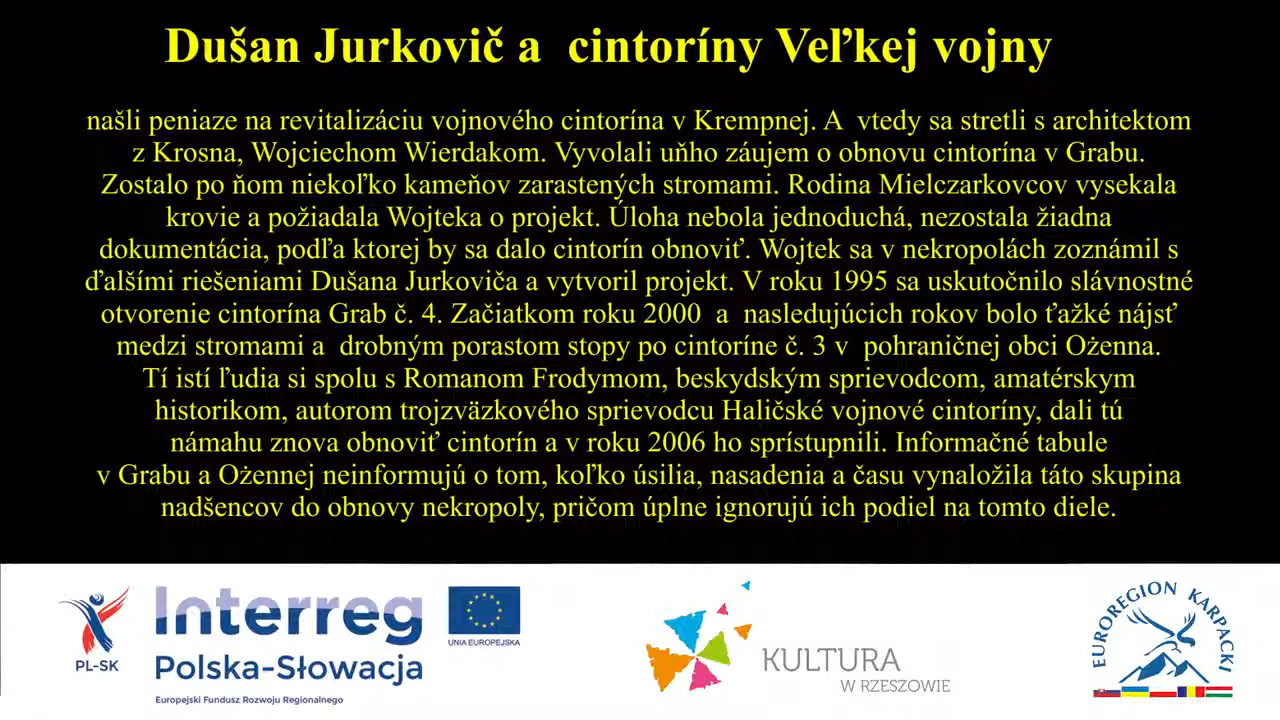 Dušan Jurkovič a  cintoríny Veľkej vojny
našli peniaze na revitalizáciu vojnového cintorína v Krempnej. A  vtedy sa stretli s architektom
z Krosna, Wojciechom Wierdakom. Vyvolali uňho záujem o obnovu cintorína v Grabu.
Zostalo po ňom niekoľko kameňov zarastených stromami. Rodina Mielczarkovcov vysekala
krovie a požiadala Wojteka o projekt. Úloha nebola jednoduchá, nezostala žiadna
dokumentácia, podľa ktorej by sa dalo cintorín obnoviť. Wojtek sa v nekropolách zoznámil s
ďalšími riešeniami Dušana Jurkoviča a vytvoril projekt. V roku 1995 sa uskutočnilo slávnostné
otvorenie cintorína Grab č. 4. Začiatkom roku 2000  a  nasledujúcich rokov bolo ťažké nájsť
medzi stromami a  drobným porastom stopy po cintoríne č. 3 v  pohraničnej obci Ożenna.
Tí istí ľudia si spolu s Romanom Frodymom, beskydským sprievodcom, amatérskym
historikom, autorom trojzväzkového sprievodcu Haličské vojnové cintoríny, dali tú
námahu znova obnoviť cintorín a v roku 2006 ho sprístupnili. Informačné tabule
v Grabu a Ożennej neinformujú o tom, koľko úsilia, nasadenia a času vynaložila táto skupina
nadšencov do obnovy nekropoly, pričom úplne ignorujú ich podiel na tomto diele.
PL-SK
Interreg
Polska-Słowacja
Europejski Fundusz Rozwoju Regionalnego
UNIA EUROPEJSKA
KULTURA
W RZESZOWIE
EUROREGION KARPACKI